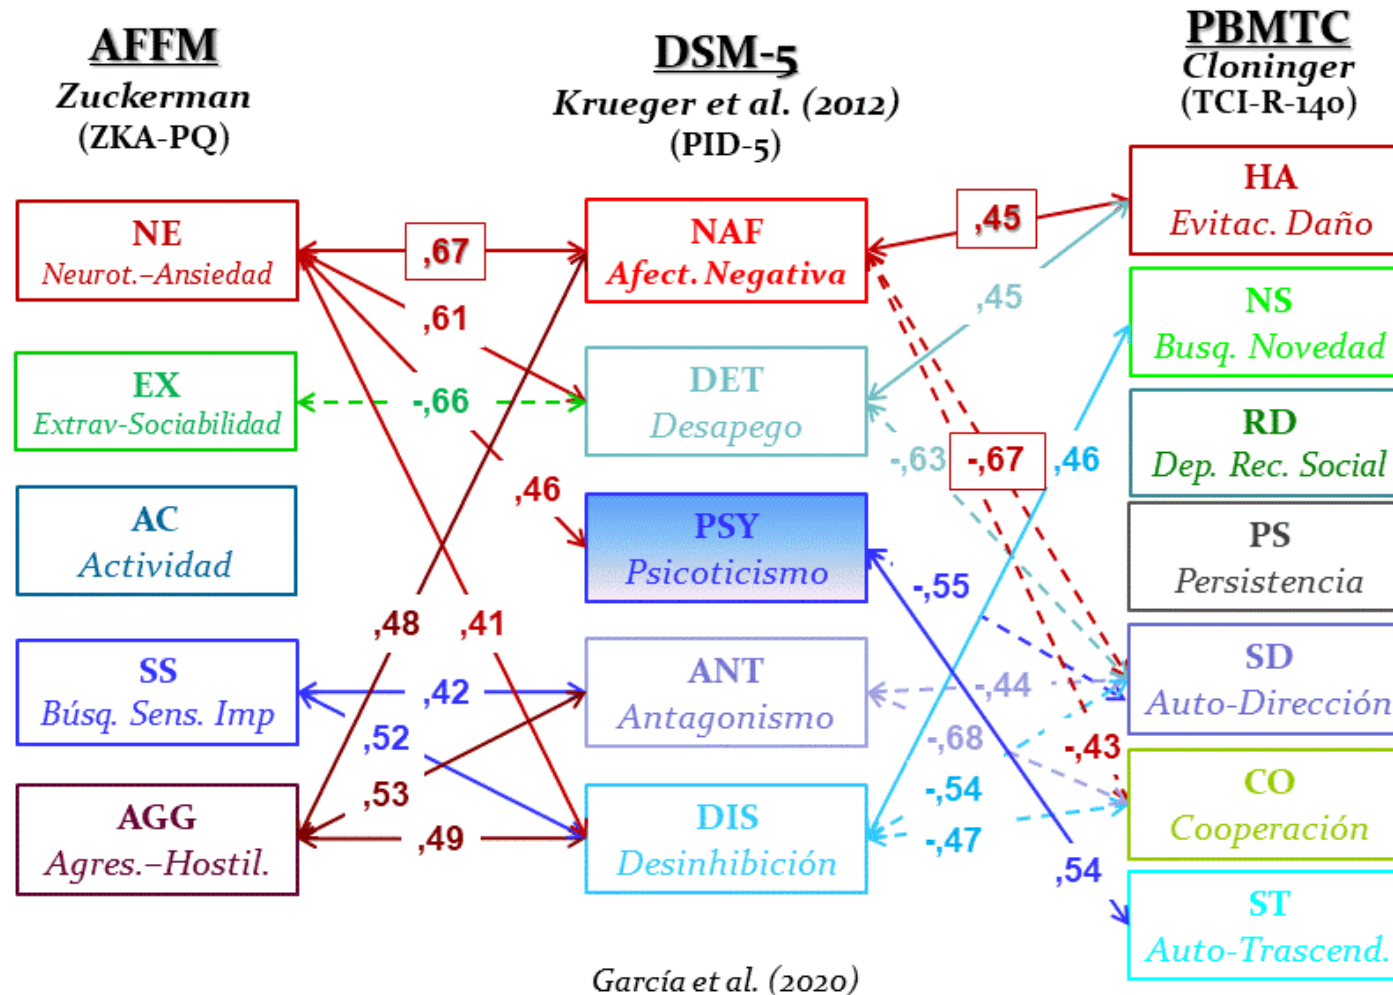 AFFM
Zuckerman
(ZKA-PQ)
DSM-5
Krueger et al. (2012)
(PID-5)
PBMTC
Cloninger
(TCI-R-140)
NE
Neurot.–Ansiedad
EX
Extrav-Sociabilidad
AC
Actividad
SS
Búsq. Sens. Imp
AGG
Agres.–Hostil.
,67
,61
-,66
,46
,48
,41
,42
,52
,53
,49
NAF
Afect. Negativa
DET
Desapego
PSY
Psicoticismo
ANT
Antagonismo
DIS
Desinhibición
,45
,45
-,63
-,67
,46
-,55
-,44
-,68
-,43
-,54
-,47
,54
HA
Evitac. Daño
NS
Busq. Novedad
RD
Dep. Rec. Social
PS
Persistencia
SD
Auto-Dirección
CO
Cooperación
ST
Auto-Trascend.
García et al. (2020)